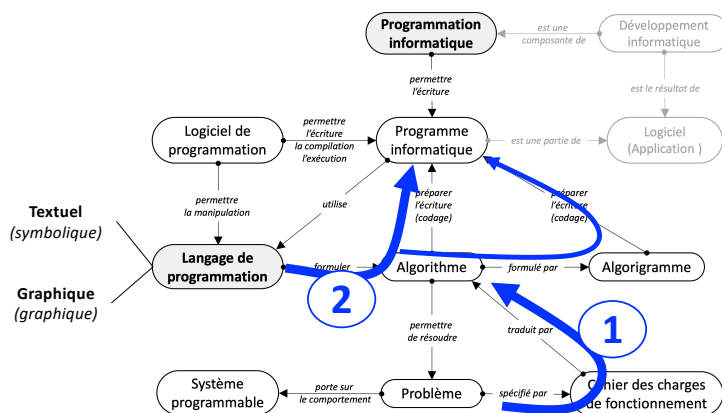 Programmation
informatique
est une
composante de
Développement
informatique
permettre
l'écriture
est le résultat de
Logiciel de
programmation
permettre
l'écriture
la compilation
l'exécution
Programme
informatique
est une partie de
Logiciel
(Application )
permettre
la manipulation
utilise
préparer
l'écriture
(codage)
préparer
l'écriture
(codage)
Textuel
(symbolique)
Langage de
programmation
formuler
Algorithme
formulé par
Algorigramme
Graphique
(graphique)
2
1
permettre
de résoudre
traduit par
Système
programmable
porte sur
le comportement
Problème
spécifié par
Cahier des charges
de fonctionnement